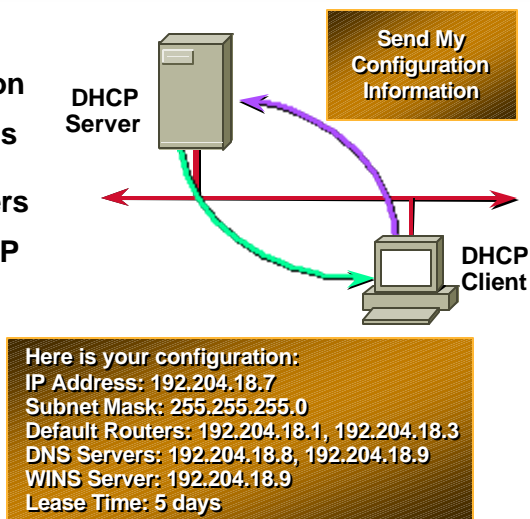 on
s
ers
P
DHCP
Server
Send My
Configuration
Information
DHCP
Client
Here is your configuration:
IP Address: 192.204.18.7
Subnet Mask: 255.255.255.0
Default Routers: 192.204.18.1, 192.204.18.3
DNS Servers: 192.204.18.8, 192.204.18.9
WINS Server: 192.204.18.9
Lease Time: 5 days